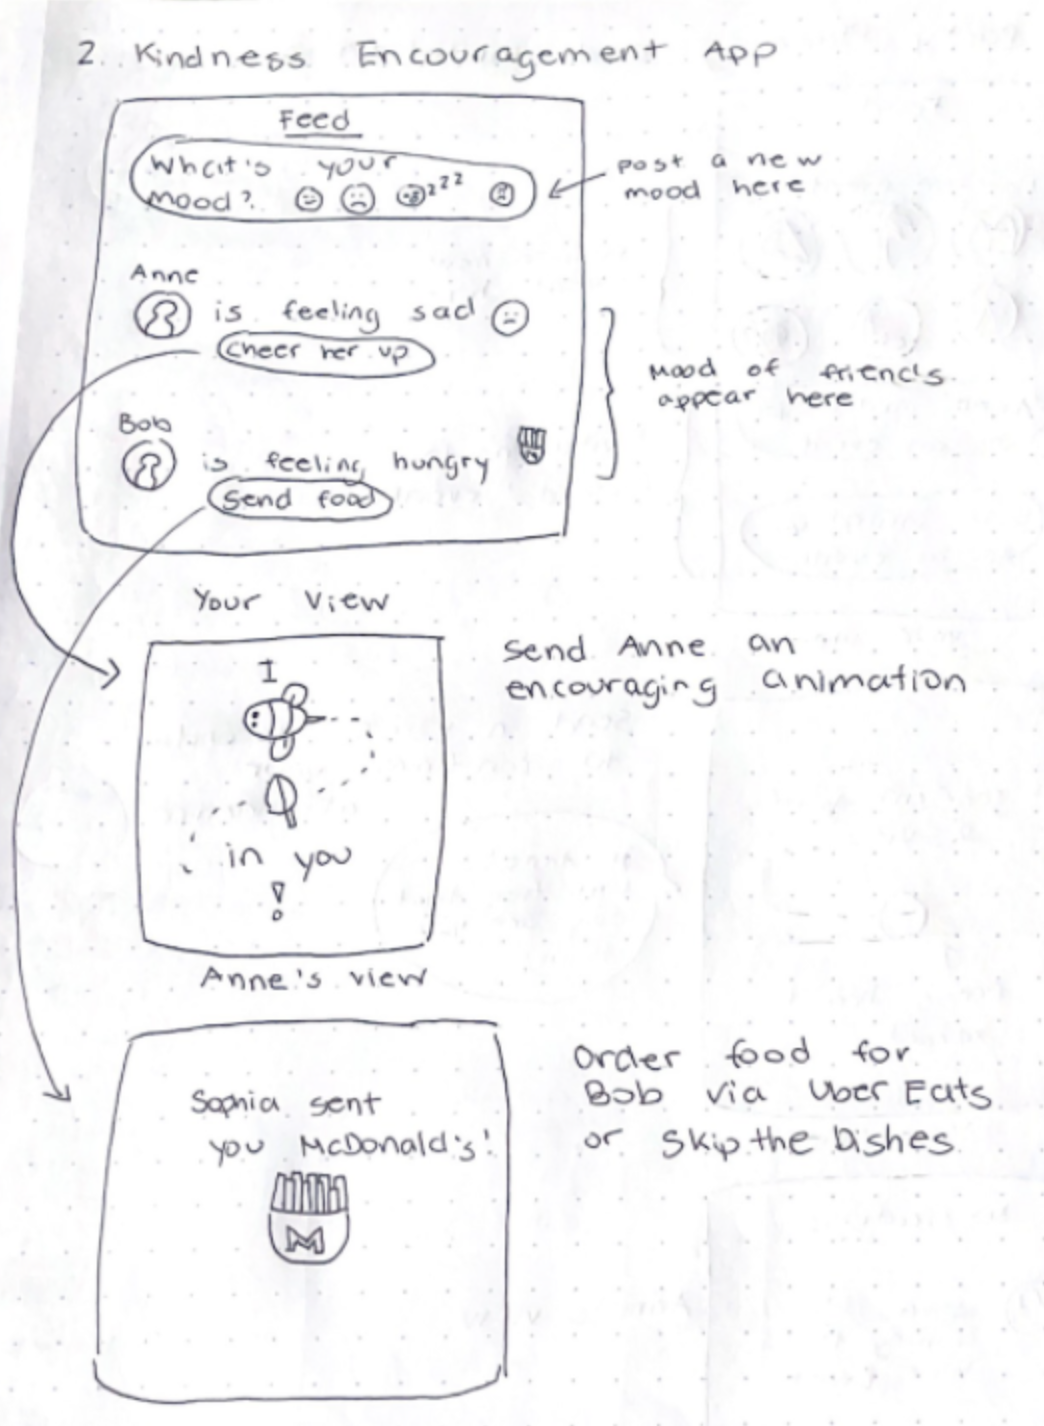 2. Kindness Encouragement App
Feed
What's your
mood?
zzz
post a new
mood here
Anne
is feeling sad
Cheer her up
Mood of friends
appear here
Bob
is feeling hungry
Send food
Your View
I
in you
!
Send Anne an
encouraging animation
Anne's view
Sophia sent
you McDonald's!
M
Order food for
Bob via Uber Eats
or Skip the Dishes